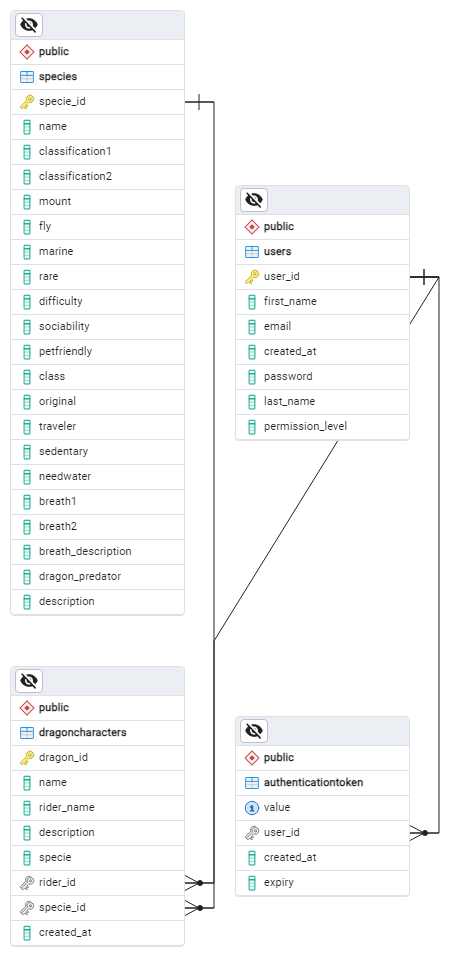 public
species
specie_id
name
classification1
classification2
mount
fly
marine
rare
difficulty
sociability
petfriendly
class
original
traveler
sedentary
needwater
breath1
breath2
breath_description
dragon_predator
description
public
users
user_id
first_name
email
created_at
password
last_name
permission_level
public
dragoncharacters
dragon_id
name
rider_name
description
specie
rider_id
specie_id
created_at
public
authenticationtoken
1 value
user_id
created_at
expiry